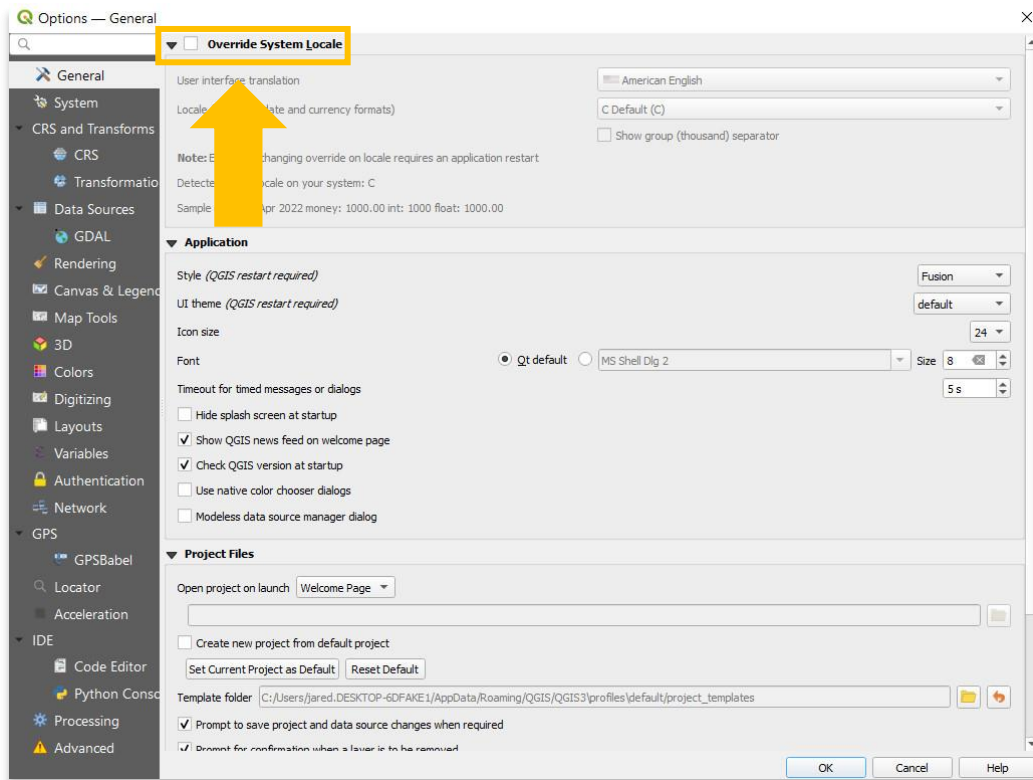 Options — General
Override System Locale
General
System
CRS and Transforms
CRS
Transformatio
Data Sources
GDAL
Rendering
Canvas & Legend
Map Tools
3D
Colors
Digitizing
Layouts
Variables
Authentication
Network
GPS
GPSBabel
Locator
Acceleration
IDE
Code Editor
Python Conso
Processing
Advanced
User interface translation
American English
Locale date and currency formats)
C Default (C)
Show group (thousand) separator
Note: changing override on locale requires an application restart
on your system: C
Sample Apr 2022 money: 1000.00 int: 1000 float: 1000.00
Application
Style (QGIS restart required)
Fusion
UI theme (QGIS restart required)
default
Icon size
24
Font
Qt default
MS Shell Dlg 2
Size 8
Timeout for timed messages or dialogs
5 s
Hide splash screen at startup
Show QGIS news feed on welcome page
Check QGIS version at startup
Use native color chooser dialogs
Modeless data source manager dialog
Project Files
Open project on launch Welcome Page
Create new project from default project
Set Current Project as Default Reset Default
Template folder C:/Users/jared.DESKTOP-6DFAKE1/AppData/Roaming/QGIS/QGIS3\profiles\default/project_templates
Prompt to save project and data source changes when required
Prompt for confirmation when a layer is to be removed
OK Cancel Help